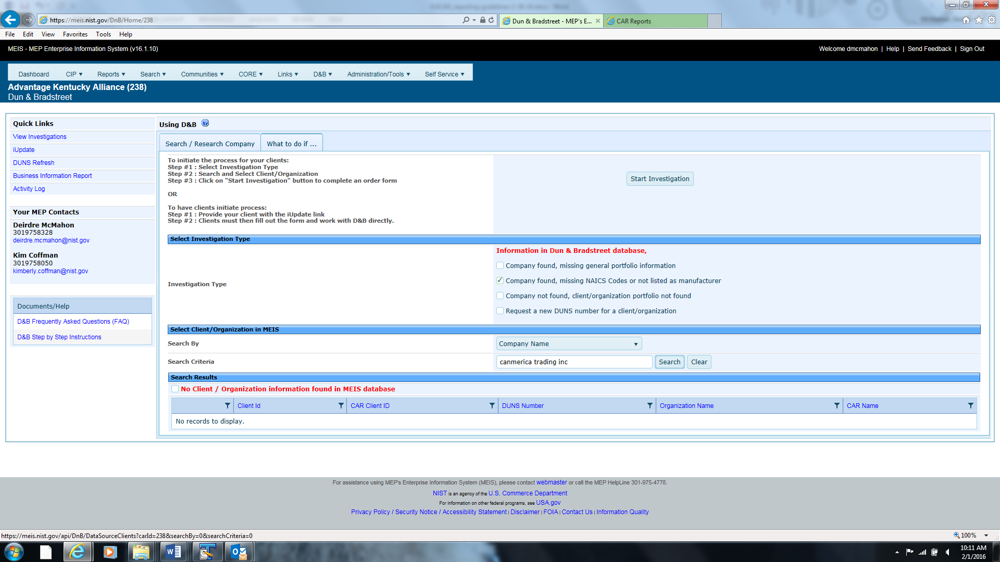 https://meis.nist.gov/DnB/Home/238
Dun & Bradstreet - MEP's E...
CAR Reports
File Edit View Favorites Tools Help
MEIS - MEP Enterprise Information System (v16.1.10)
Welcome dmcmahon | Help | Send Feedback | Sign Out
Dashboard CIP Reports Search Communities CORE Links D&B Administration/Tools Self Service
Advantage Kentucky Alliance (238)
Dun & Bradstreet
Quick Links
View Investigations
iUpdate
DUNS Refresh
Business Information Report
Activity Log
Your MEP Contacts
Deirdre McMahon
3019758328
deirdre.mcmahon@nist.gov
Kim Coffman
3019758050
kimberly.coffman@nist.gov
Documents/Help
D&B Frequently Asked Questions (FAQ)
D&B Step by Step Instructions
Using D&B
Search / Research Company
What to do if ...
To initiate the process for your clients:
Step #1 : Select Investigation Type
Step #2 : Search and Select Client/Organization
Step #3 : Click on "Start Investigation" button to complete an order form
OR
To have clients initiate process:
Step #1 : Provide your client with the iUpdate link
Step #2 : Clients must then fill out the form and work with D&B directly.
Start Investigation
Select Investigation Type
Investigation Type
Information in Dun & Bradstreet database,
Company found, missing general portfolio information
Company found, missing NAICS Codes or not listed as manufacturer
Company not found, client/organization portfolio not found
Request a new DUNS number for a client/organization
Select Client/Organization in MEIS
Search By
Company Name
Search Criteria
canmerica trading inc
Search
Clear
Search Results
No Client / Organization information found in MEIS database
Client Id CAR Client ID DUNS Number Organization Name CAR Name
No records to display.
For assistance using MEP's Enterprise Information System (MEIS), please contact webmaster or call the MEP HelpLine 301-975-4778.
NIST is an agency of the U.S. Commerce Department
For information on other federal programs, see USA.gov
Privacy Policy / Security Notice / Accessibility Statement | Disclaimer | FOIA | Contact Us | Information Quality
https://meis.nist.gov/api/DnB/DataSourceClients?carId=238&searchBy=0&searchCriteria=0
100%
10:11 AM
2/1/2016